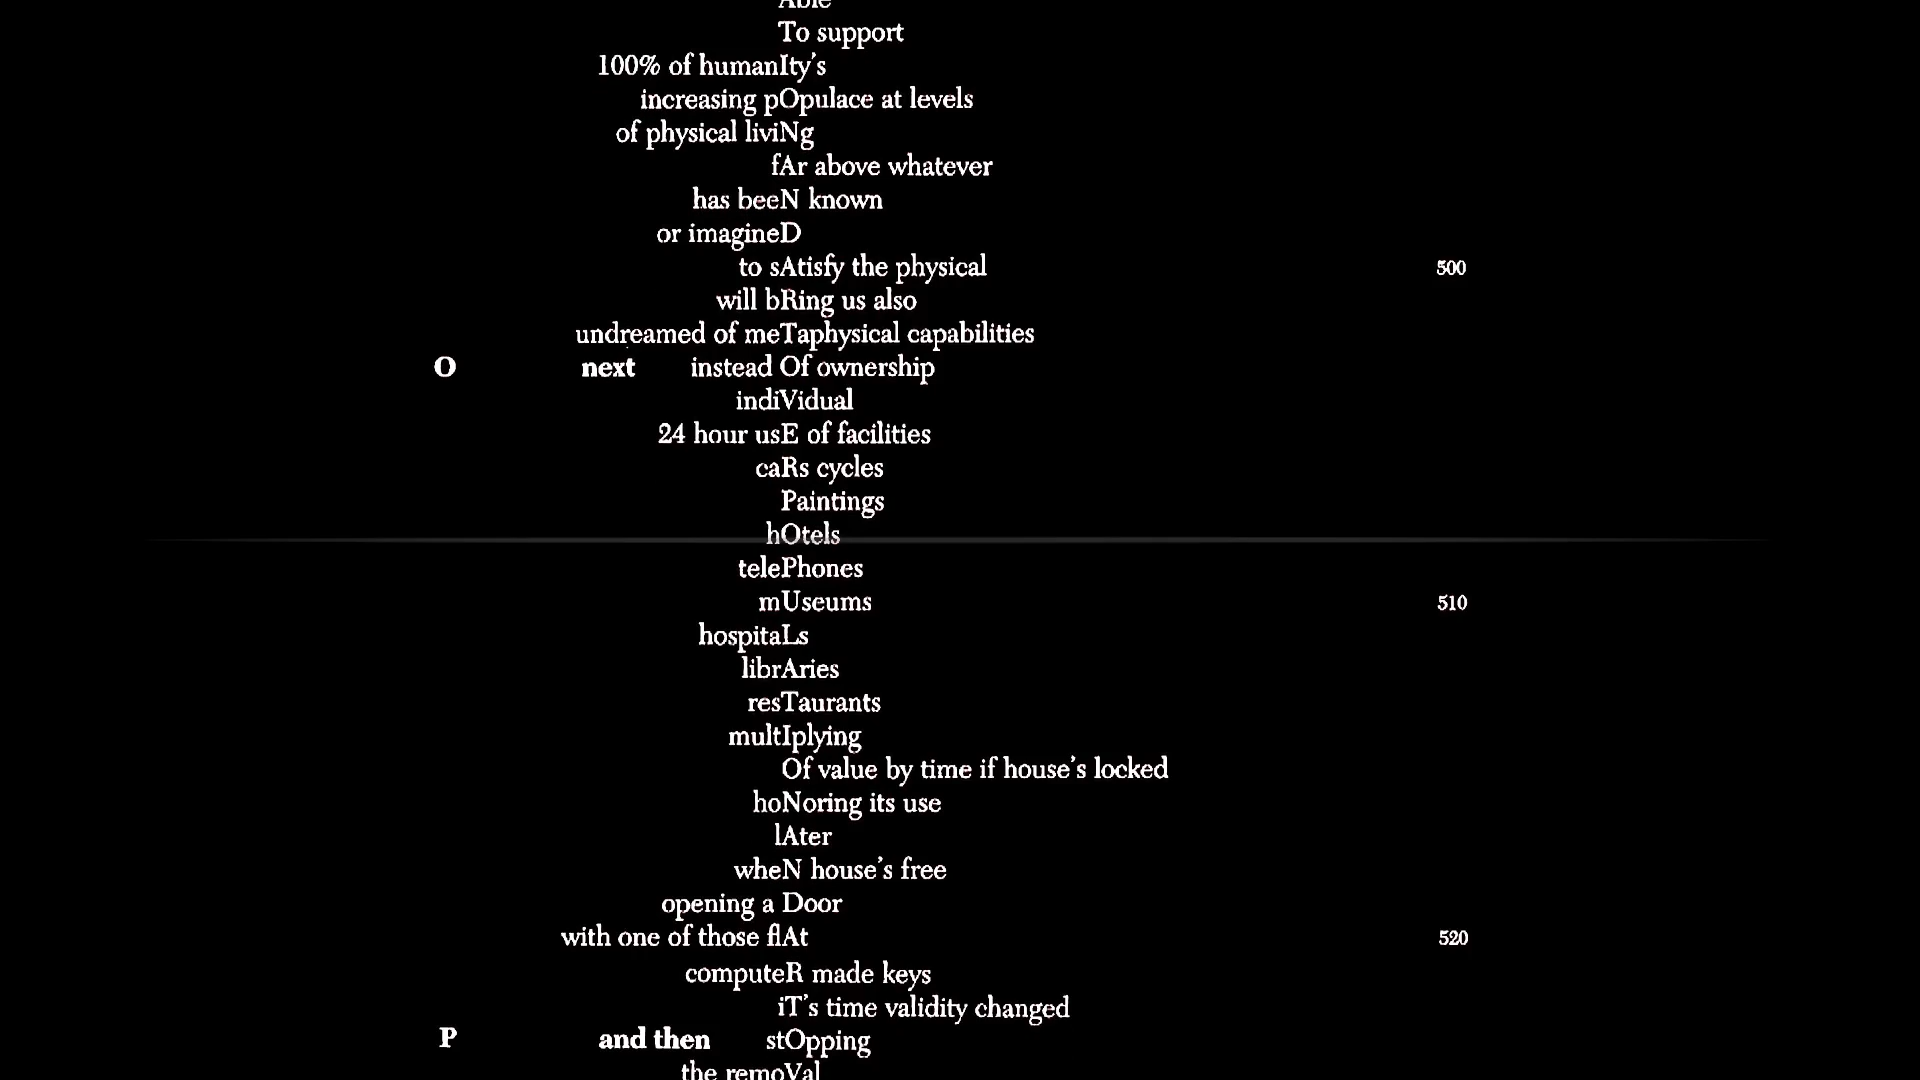 Able
To support
100% of humanIty's
increasing pOpulace at levels
of physical liviNg
fAr above whatever
has beeN known
or imagineD
to sAtisfy the physical 500
will bRing us also
undreamed of meTaphysical capabilities
O next instead Of ownership
indiVidual
24 hour usE of facilities
caRs cycles
Paintings
hOtels
telePhones
mUseums 510
hospitaLs
librAries
resTaurants
multIplying
Of value by time if house's locked
hoNoring its use
lAter
wheN house's free
opening a Door
with one of those flAt 520
computeR made keys
iT's time validity changed
P and then stOpping
the remoVal